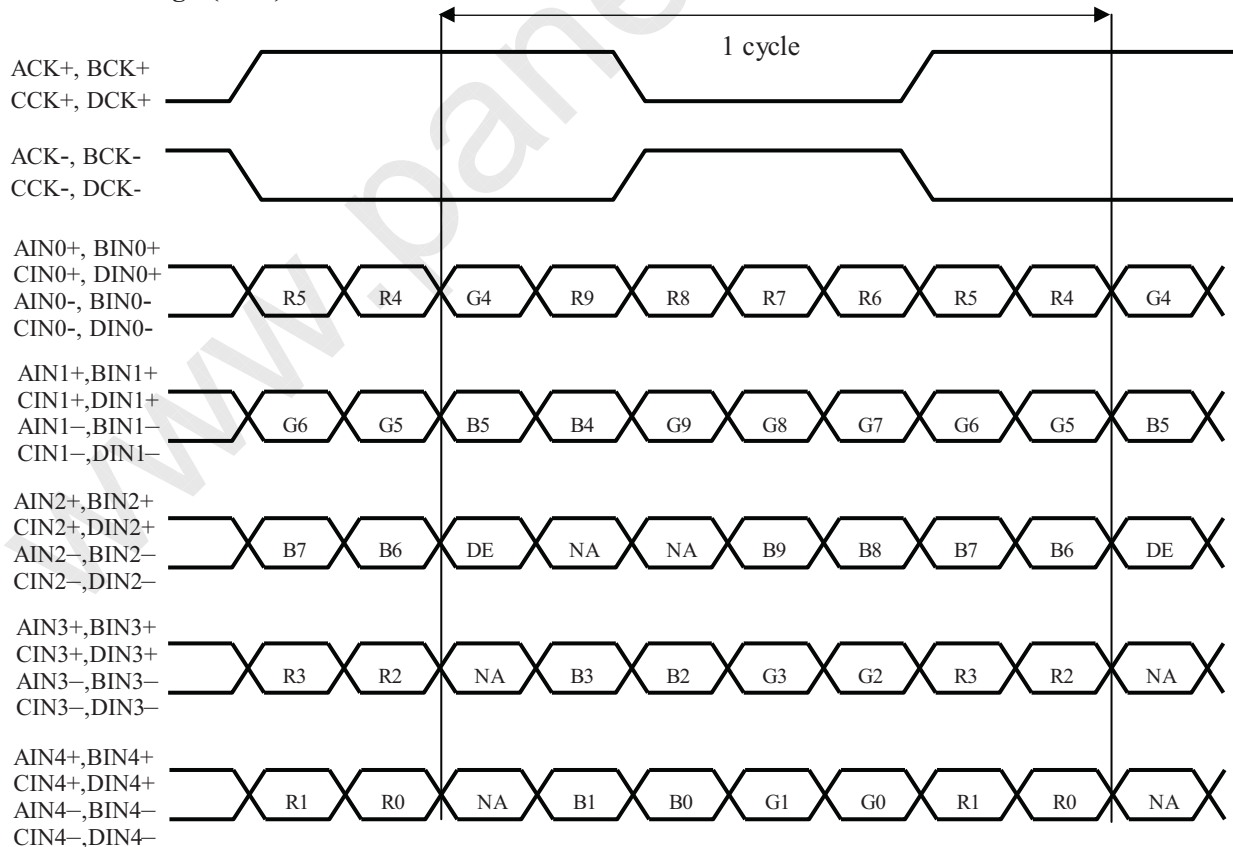 1 cycle
ACK+, BCK+
CCK+, DCK+
ACK-, BCK-
CCK-, DCK-
AIN0+, BIN0+
CIN0+, DIN0+
AIN0-, BIN0-
CIN0-, DIN0-
R5 R4 G4 R9 R8 R7 R6 R5 R4 G4
AIN1+,BIN1+
CIN1+,DIN1+
AIN1−,BIN1−
CIN1−,DIN1−
G6 G5 B5 B4 G9 G8 G7 G6 G5 B5
AIN2+,BIN2+
CIN2+,DIN2+
AIN2−,BIN2−
CIN2−,DIN2−
B7 B6 DE NA NA B9 B8 B7 B6 DE
AIN3+,BIN3+
CIN3+,DIN3+
AIN3−,BIN3−
CIN3−,DIN3−
R3 R2 NA B3 B2 G3 G2 R3 R2 NA
AIN4+,BIN4+
CIN4+,DIN4+
AIN4−,BIN4−
CIN4−,DIN4−
R1 R0 NA B1 B0 G1 G0 R1 R0 NA
www.pane